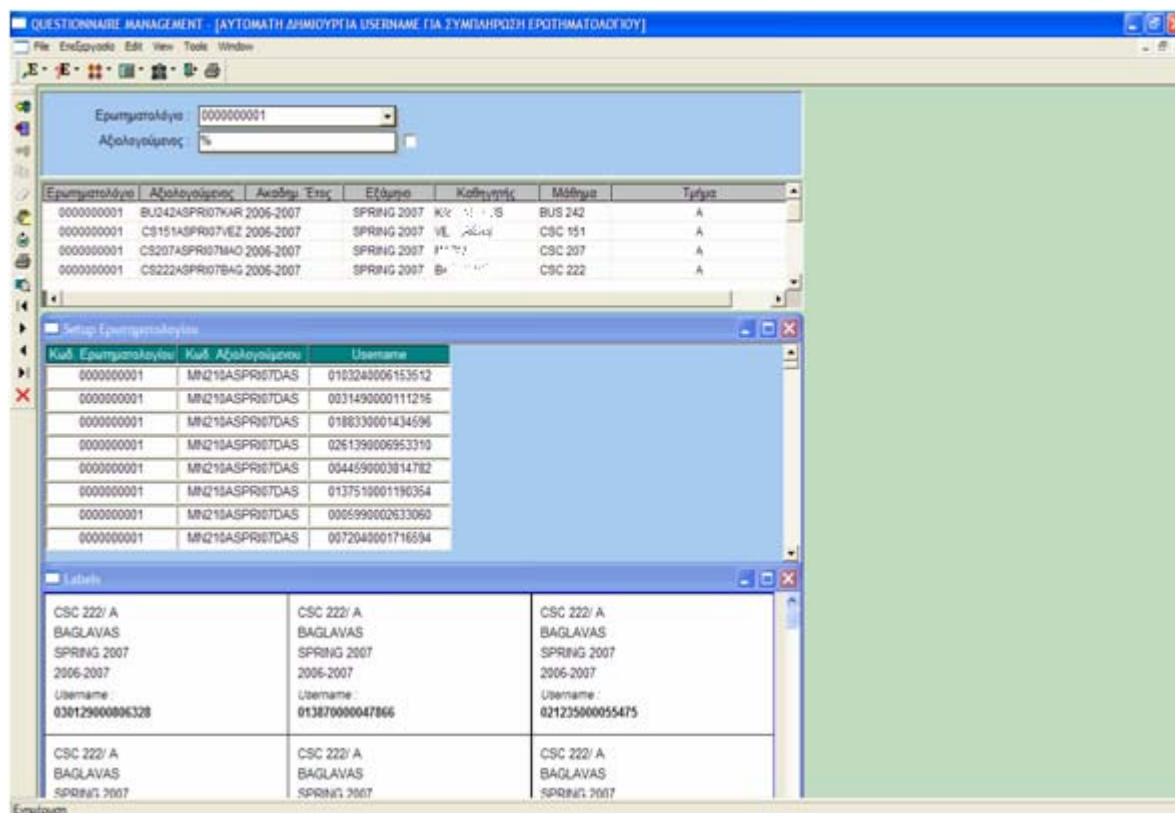 QUESTIONNAIRE MANAGEMENT - [ΑΥΤΟΜΑΤΗ ΔΗΜΙΟΥΡΓΙΑ USERNAME ΓΙΑ ΣΥΜΠΛΗΡΩΣΗ ΕΡΩΤΗΜΑΤΟΛΟΓΙΟΥ]
File Επεξεργασία Edit View Tools Window
Ερωτηματολόγιο : 0000000001
Αξιολογούμενος : %
Ερωτηματολόγιο Αξιολογούμενος Ακαδημ. Έτος Εξάμηνο Καθηγητής Μάθημα Τμήμα
0000000001 BU242ASPRI07KAR 2006-2007 SPRING 2007 BUS 242 A
0000000001 CS151ASPRI07VEZ 2006-2007 SPRING 2007 CSC 151 A
0000000001 CS207ASPRI07MAO 2006-2007 SPRING 2007 CSC 207 A
0000000001 CS222ASPRI07BAG 2006-2007 SPRING 2007 CSC 222 A
Setup Ερωτηματολογίου
Κωδ. Ερωτηματολογίου Κωδ. Αξιολογούμενου Username
0000000001 MN210ASPRI07DAS 0103240006153512
0000000001 MN210ASPRI07DAS 0031490000111216
0000000001 MN210ASPRI07DAS 0188330001434596
0000000001 MN210ASPRI07DAS 0261390006953310
0000000001 MN210ASPRI07DAS 0044590003814782
0000000001 MN210ASPRI07DAS 0137510001190354
0000000001 MN210ASPRI07DAS 0005990002633060
0000000001 MN210ASPRI07DAS 0072040001716594
Labels
CSC 222/ A CSC 222/ A CSC 222/ A
BAGLAVAS BAGLAVAS BAGLAVAS
SPRING 2007 SPRING 2007 SPRING 2007
2006-2007 2006-2007 2006-2007
Username : Username : Username :
030129000806328 013870000047866 021235000055475
CSC 222/ A CSC 222/ A CSC 222/ A
BAGLAVAS BAGLAVAS BAGLAVAS
SPRING 2007 SPRING 2007 SPRING 2007